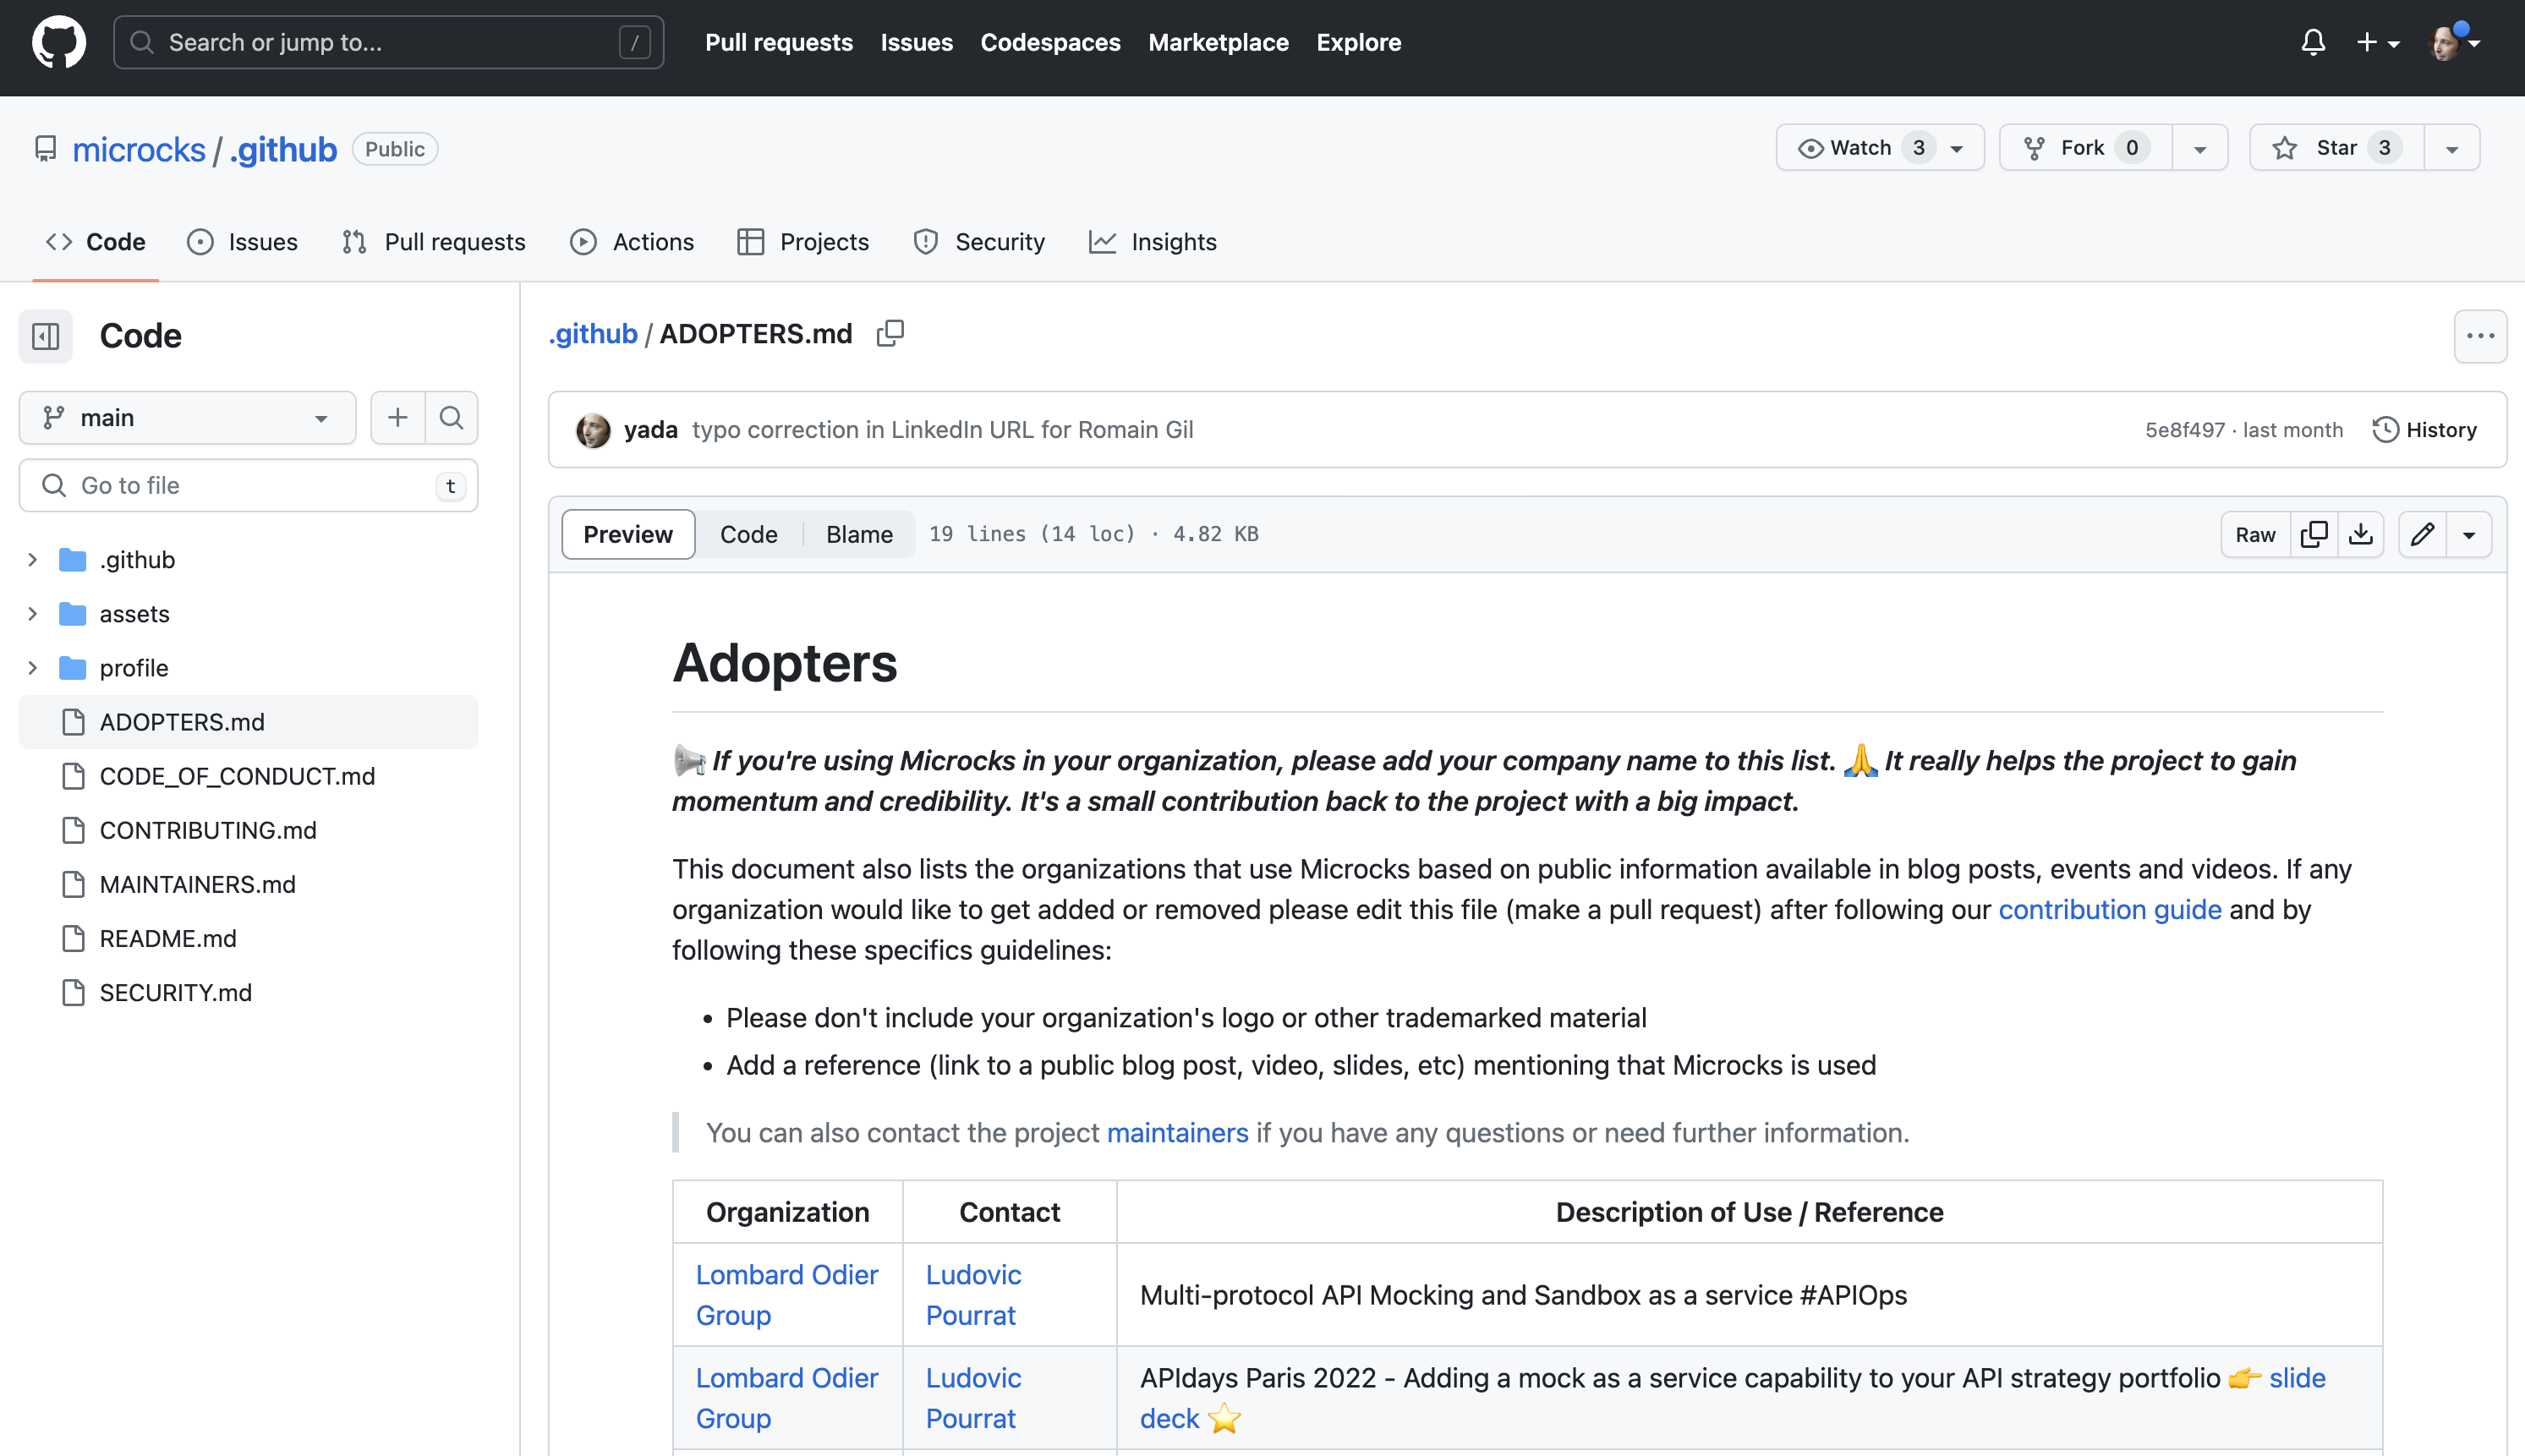 Search or jump to... /
Pull requests Issues Codespaces Marketplace Explore
microcks / .github Public
Watch 3 Fork 0 Star 3
Code Issues Pull requests Actions Projects Security Insights
Code
main
Go to file t
.github
assets
profile
ADOPTERS.md
CODE_OF_CONDUCT.md
CONTRIBUTING.md
MAINTAINERS.md
README.md
SECURITY.md
.github / ADOPTERS.md
yada typo correction in LinkedIn URL for Romain Gil 5e8f497 · last month History
Preview Code Blame 19 lines (14 loc) · 4.82 KB Raw
Adopters
📢 If you're using Microcks in your organization, please add your company name to this list. 🙏 It really helps the project to gain
momentum and credibility. It's a small contribution back to the project with a big impact.
This document also lists the organizations that use Microcks based on public information available in blog posts, events and videos. If any
organization would like to get added or removed please edit this file (make a pull request) after following our contribution guide and by
following these specifics guidelines:
• Please don't include your organization's logo or other trademarked material
• Add a reference (link to a public blog post, video, slides, etc) mentioning that Microcks is used
You can also contact the project maintainers if you have any questions or need further information.
Organization Contact Description of Use / Reference
Lombard Odier
Group
Ludovic
Pourrat
Multi-protocol API Mocking and Sandbox as a service #APIOps
Lombard Odier
Group
Ludovic
Pourrat
APIdays Paris 2022 - Adding a mock as a service capability to your API strategy portfolio 👉 slide
deck ⭐